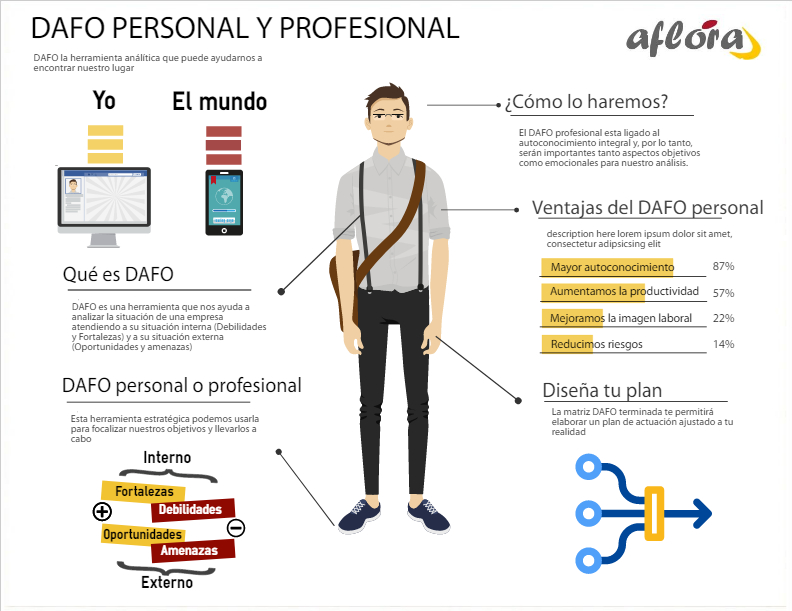 DAFO PERSONAL Y PROFESIONAL
aflora
DAFO la herramienta análítica que puede ayudarnos a
encontrar nuestro lugar
Yo
El mundo
¿Cómo lo haremos?
El DAFO profesional esta ligado al
autoconocimiento integral y, por lo tanto,
serán importantes tanto aspectos objetivos
como emocionales para nuestro análisis.
Ventajas del DAFO personal
description here lorem ipsum dolor sit amet,
consectetur adipsicsing elit
Mayor autoconocimiento 87%
Aumentamos la productividad 57%
Mejoramos la imagen laboral 22%
Reducimos riesgos 14%
Qué es DAFO
DAFO es una herramienta que nos ayuda a
analizar la situación de una empresa
atendiendo a su situación interna (Debilidades
y Fortalezas) y a su situación externa
(Oportunidades y amenazas)
DAFO personal o profesional
Esta herramienta estratégica podemos usarla
para focalizar nuestros objetivos y llevarlos a
cabo
Interno
Fortalezas
Debilidades
Oportunidades
Amenazas
Externo
Diseña tu plan
La matriz DAFO terminada te permitirá
elaborar un plan de actuación ajustado a tu
realidad